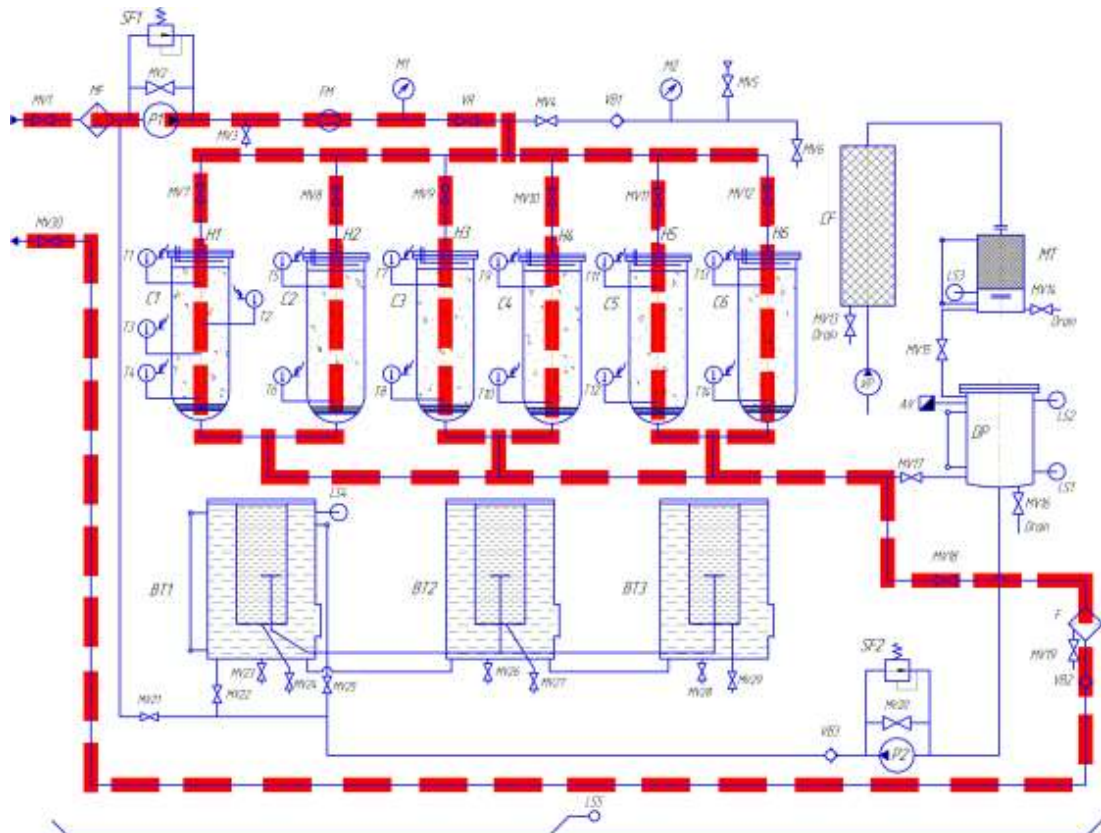 SF1
MV2
M1
M2
MV5
MV1
MF
P1
FM
VR
MV4
VB1
MV3
MV6
MV7
MV8
MV9
MV10
MV11
MV12
CF
MV30
H1
H2
H3
H4
H5
H6
T1
T5
T7
T9
T11
T13
MT
LS3
MV14
Drain
C1
T2
C2
C3
C4
C5
C6
T3
MV13
Drain
MV15
T4
T6
T8
T10
T12
T14
VP
AV
LS2
DP
MV17
LS1
LS4
MV16
Drain
BT1
BT2
BT3
MV18
F
MV19
SF2
VB2
MV23
MV24
MV25
MV26
MV27
MV28
MV29
MV22
MV21
MV20
VB3
P2
LS5